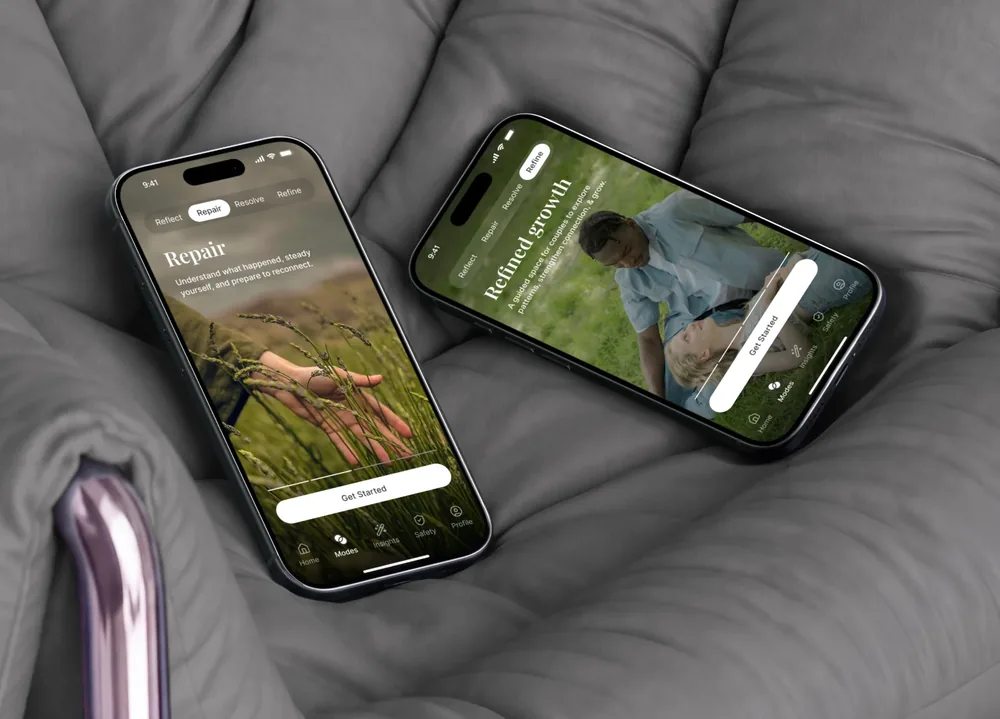 9:41
Reflect
Repair
Resolve
Refine
Repair
Understand what happened, steady
yourself, and prepare to reconnect.
Get Started
Home
Modes
Insights
Safety
Profile
9:41
Reflect
Repair
Resolve
Refine
Refined growth
A guided space for couples to explore
patterns, strengthen connection, & grow.
Get Started
Home
Modes
Insights
Safety
Profile